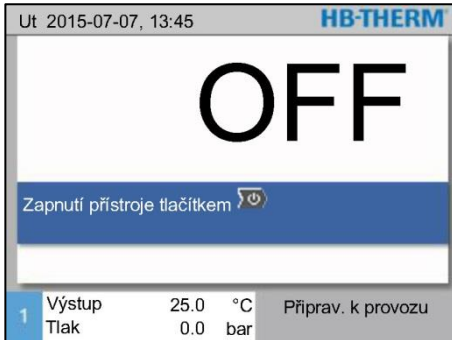 Ut 2015-07-07, 13:45 HB-THERM
OFF
Zapnutí přístroje tlačítkem
1 Výstup 25.0 °C Připrav. k provozu
Tlak 0.0 bar